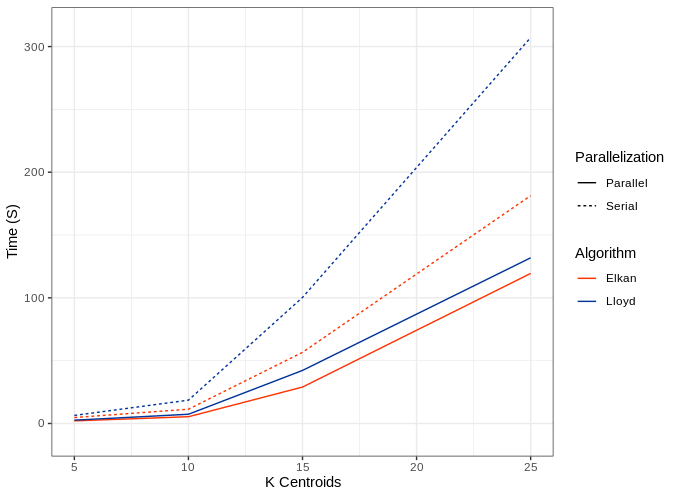 300
200
100
0
Time (S)
5 10 15 20 25
K Centroids
Parallelization
Parallel
Serial
Algorithm
Elkan
Lloyd